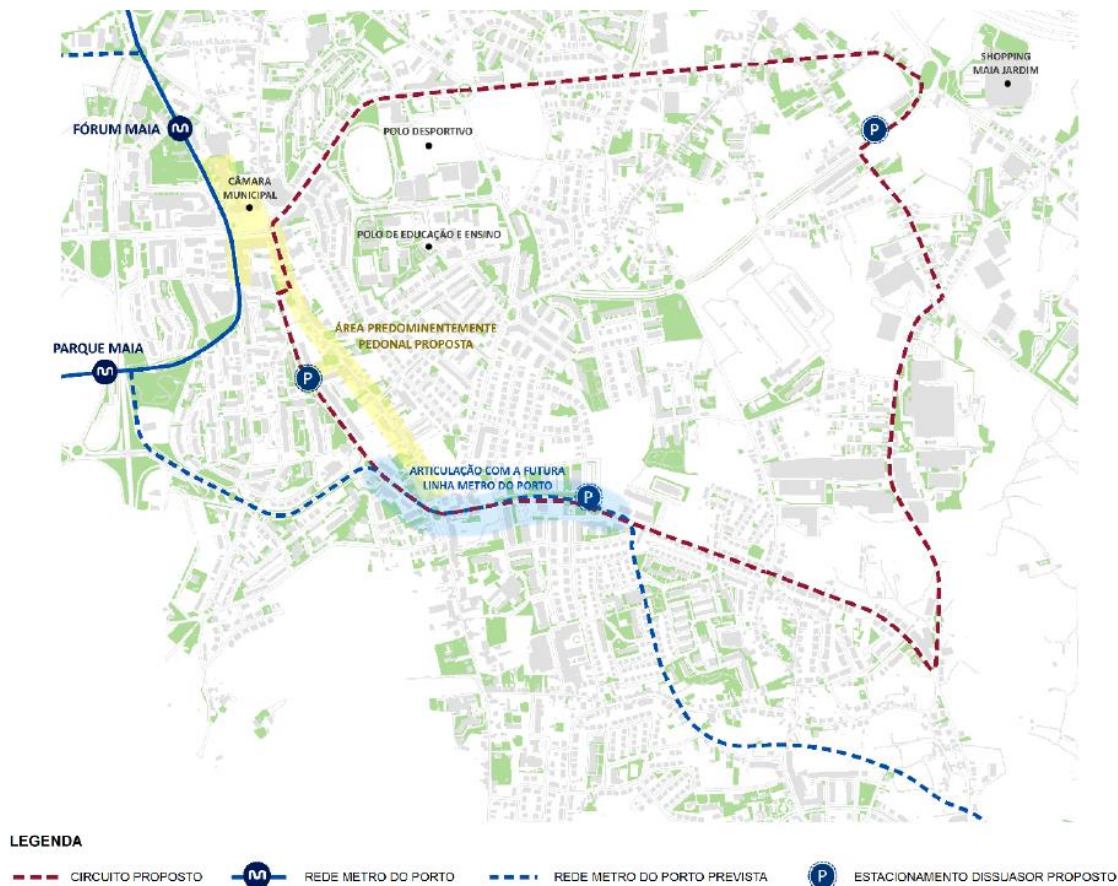 SHOPPING
MAIA JARDIM
FÓRUM MAIA
POLO DESPORTIVO
P
CÂMARA
MUNICIPAL
POLO DE EDUCAÇÃO E ENSINO
ÁREA PREDOMINENTEMENTE
PEDONAL PROPOSTA
PARQUE MAIA
P
ARTICULAÇÃO COM A FUTURA
LINHA METRO DO PORTO
P
LEGENDA
CIRCUITO PROPOSTO
REDE METRO DO PORTO
REDE METRO DO PORTO PREVISTA
P
ESTACIONAMENTO DISSUASOR PROPOSTO